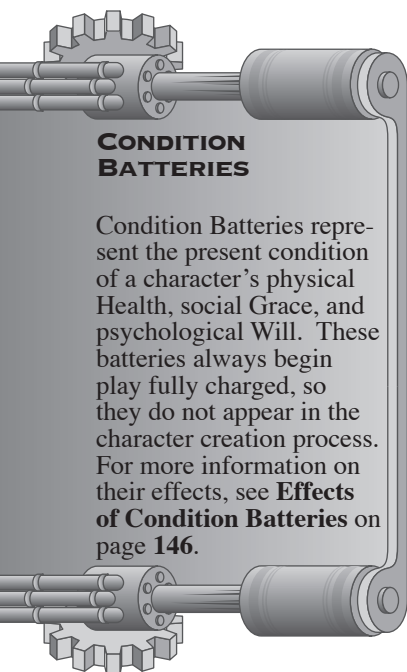 CONDITION
BATTERIES
Condition Batteries repre-
sent the present condition
of a character's physical
Health, social Grace, and
psychological Will.  These
batteries always begin
play fully charged, so
they do not appear in the
character creation process.
For more information on
their effects, see Effects
of Condition Batteries on
page 146.